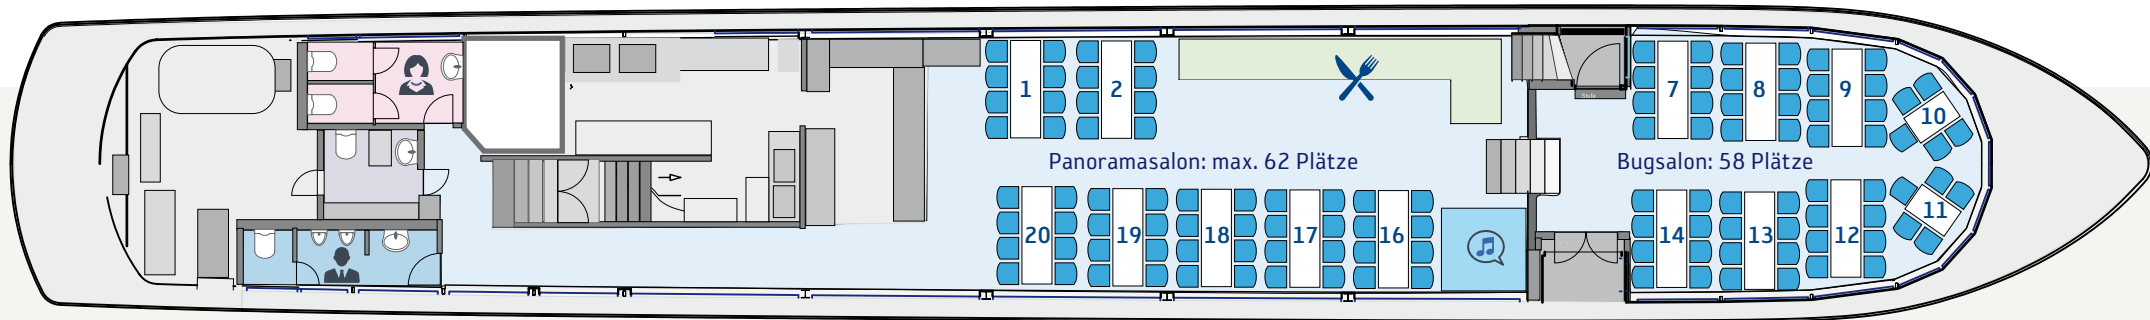 1 2 7 8 9 10
Panoramasalon: max. 62 Plätze Bugsalon: 58 Plätze
20 19 18 17 16 14 13 12 11